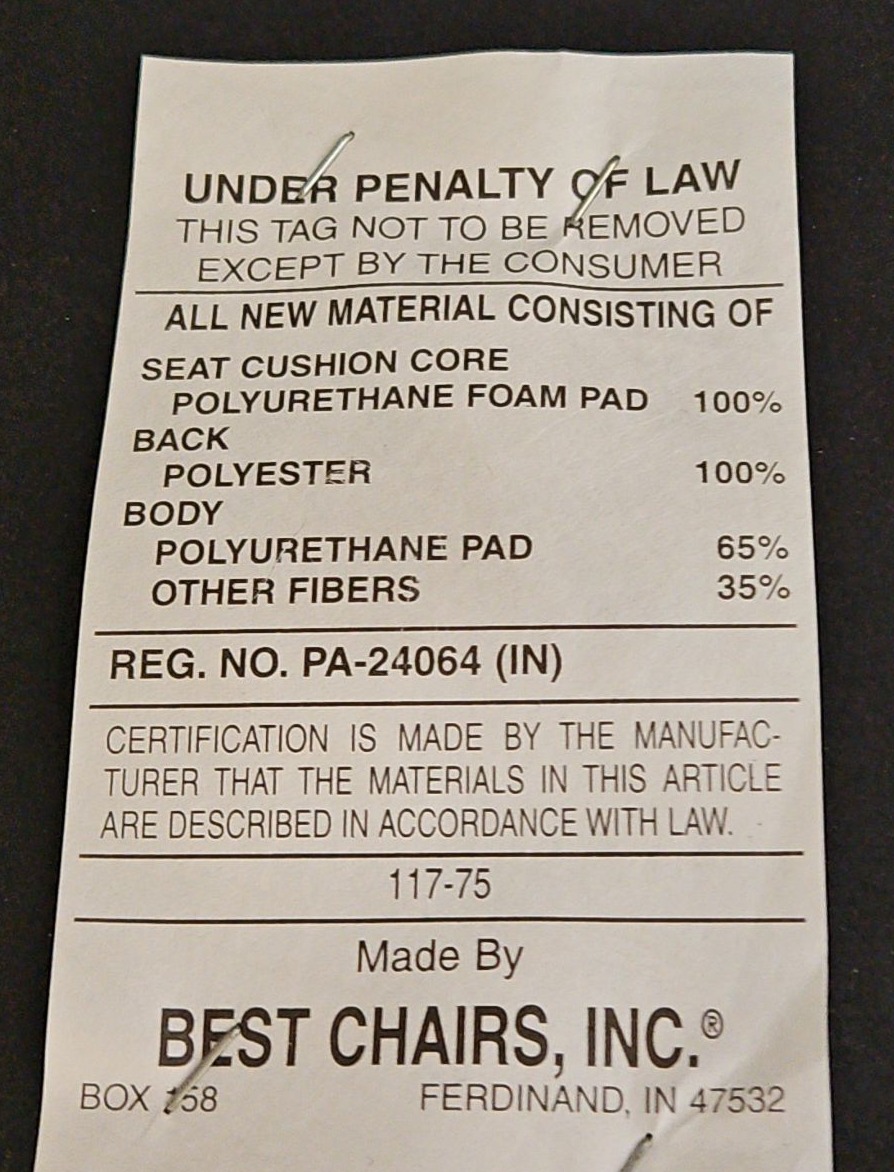 UNDER PENALTY OF LAW
THIS TAG NOT TO BE REMOVED
EXCEPT BY THE CONSUMER
ALL NEW MATERIAL CONSISTING OF
SEAT CUSHION CORE
POLYURETHANE FOAM PAD 100%
BACK
POLYESTER 100%
BODY
POLYURETHANE PAD 65%
OTHER FIBERS 35%
REG. NO. PA-24064 (IN)
CERTIFICATION IS MADE BY THE MANUFAC-
TURER THAT THE MATERIALS IN THIS ARTICLE
ARE DESCRIBED IN ACCORDANCE WITH LAW.
117-75
Made By
BEST CHAIRS, INC.®
BOX FERDINAND, IN 47532